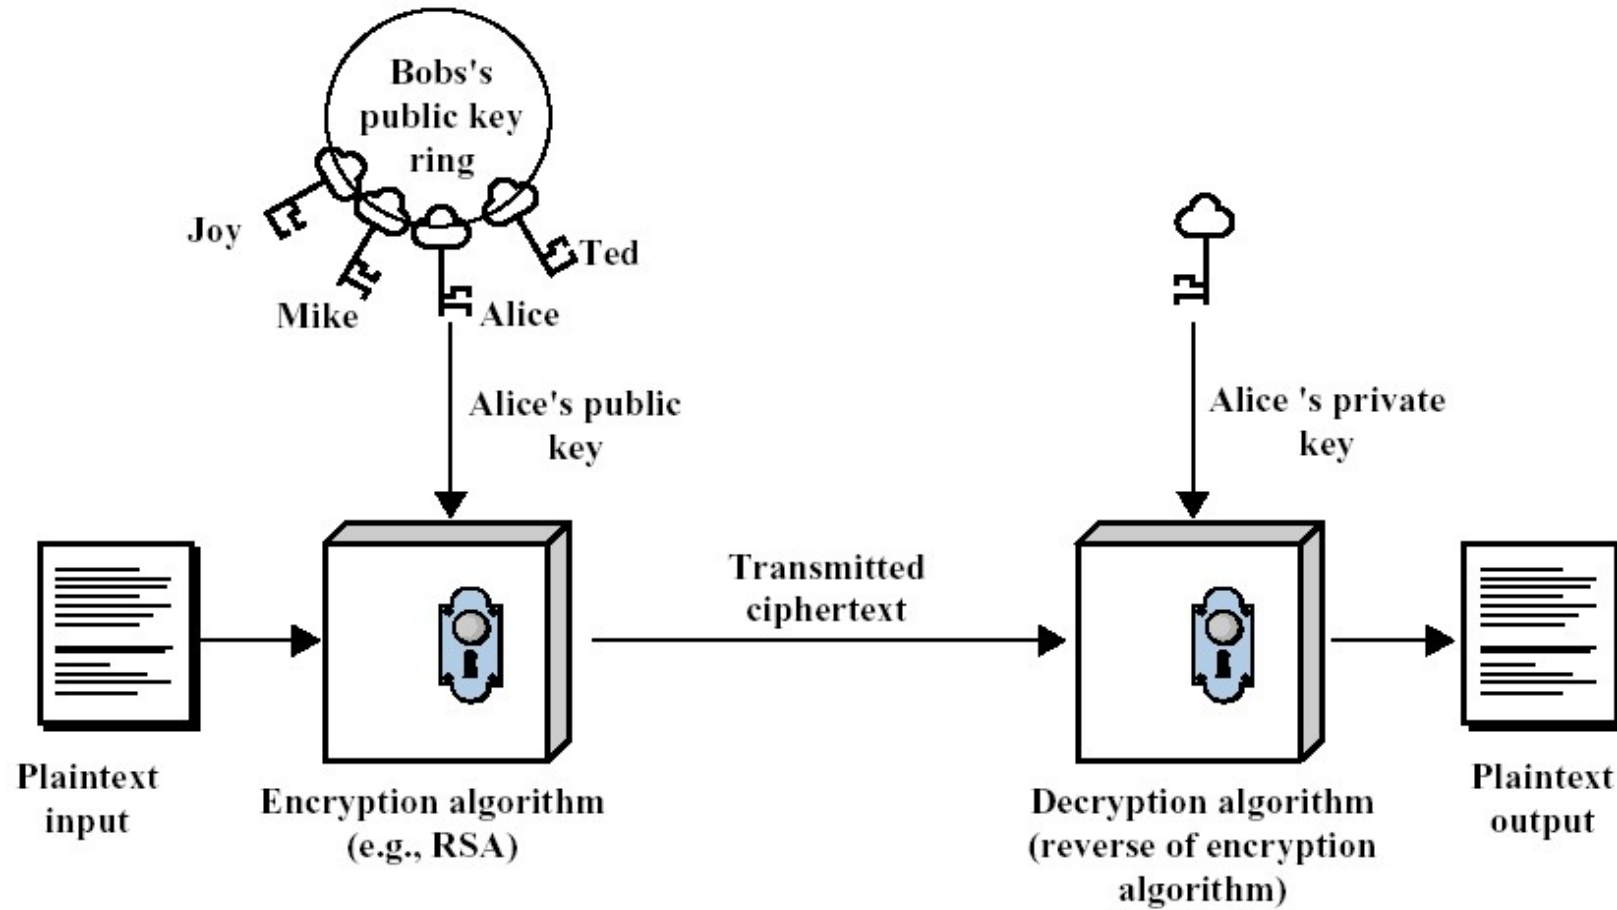 Bobs's
public key
ring
Joy
Ted
Mike
Alice
Alice's public
key
Alice 's private
key
Transmitted
ciphertext
Plaintext
input
Encryption algorithm
(e.g., RSA)
Decryption algorithm
(reverse of encryption
algorithm)
Plaintext
output